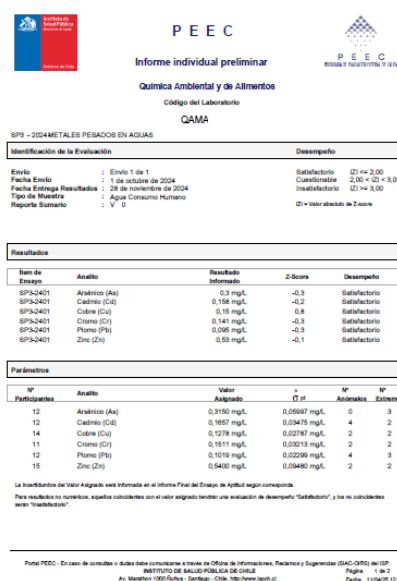 Instituto de
Salud Pública
Ministerio de Salud
Gobierno de Chile
P E E C
Informe individual preliminar
Química Ambiental y de Alimentos
Código del Laboratorio
QAMA
P E E C
SP3 - 2024 METALES PESADOS EN AGUAS
Identificación de la Evaluación Desempeño
Envío : Envío 1 de 1 Satisfactorio |Z| <= 2,00
Fecha Envío : 1 de octubre de 2024 Cuestionable 2,00 < |Z| < 3,0
Fecha Entrega Resultados : 28 de noviembre de 2024 Insatisfactorio |Z| >= 3,00
Tipo de Muestra : Agua Consumo Humano
Reporte Sumario : V 0 |Z| = Valor absoluto de Z-score
Resultados
Ítem de Ensayo Analito Resultado Informado Z-Score Desempeño
SP3-2401 Arsénico (As) 0,3 mg/L -0,3 Satisfactorio
SP3-2401 Cadmio (Cd) 0,158 mg/L -0,2 Satisfactorio
SP3-2401 Cobre (Cu) 0,15 mg/L 0,8 Satisfactorio
SP3-2401 Cromo (Cr) 0,141 mg/L -0,3 Satisfactorio
SP3-2401 Plomo (Pb) 0,095 mg/L -0,3 Satisfactorio
SP3-2401 Zinc (Zn) 0,53 mg/L -0,1 Satisfactorio
Parámetros
Nº Participantes Analito Valor Asignado σ̂ pt Nº Anómalos Nº Extremo
12 Arsénico (As) 0,3150 mg/L 0,05997 mg/L 0 3
12 Cadmio (Cd) 0,1657 mg/L 0,03475 mg/L 4 2
14 Cobre (Cu) 0,1278 mg/L 0,02787 mg/L 2 2
11 Cromo (Cr) 0,1511 mg/L 0,03213 mg/L 2 2
12 Plomo (Pb) 0,1019 mg/L 0,02299 mg/L 4 3
15 Zinc (Zn) 0,5400 mg/L 0,09480 mg/L 2 2
La incertidumbre del Valor Asignado será informada en el Informe Final del Ensayo de Aptitud según corresponda.
Para resultados no numéricos, aquellos coincidentes con el valor asignado tendrán una evaluación de desempeño "Satisfactorio", y los no coincidentes
serán "Insatisfactorio".
Portal PEEC - En caso de consultas o dudas debe comunicarse a través de Oficina de Informaciones, Reclamos y Sugerencias (SIAC-OIRS) del ISP.
INSTITUTO DE SALUD PÚBLICA DE CHILE Página 1 de 2
Av. Marathon 1000 Ñuñoa - Santiago - Chile. http://www.ispch.cl Fecha 11/04/25 12